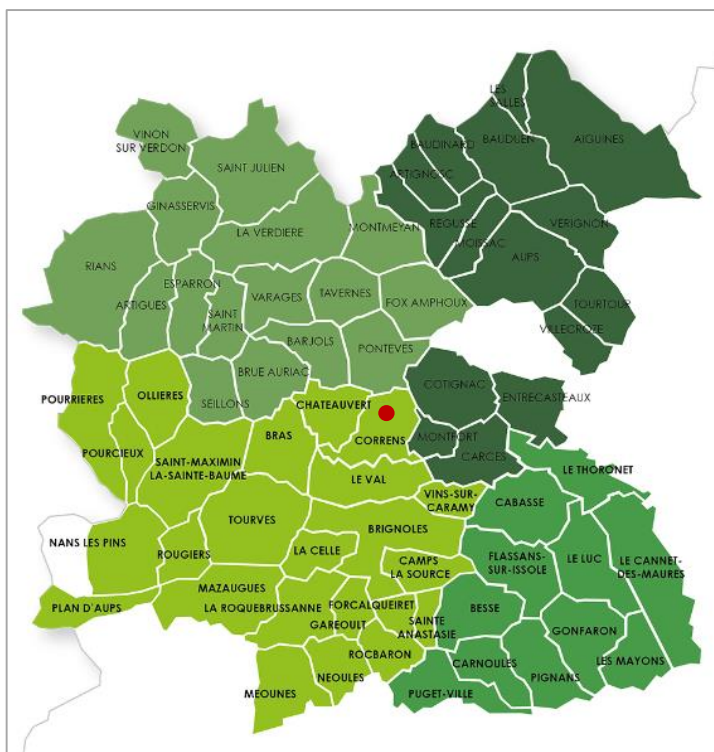 LES
SALLES
VINON
SUR VERDON
BAUDINARD
BAUDUEN
AIGUINES
SAINT JULIEN
ARTIGNOSC
GINASSERVIS
REGUSSE
VERIGNON
LA VERDIERE
MONTMEYAN
MOISSAC
AUPS
RIANS
ESPARRON
ARTIGUES
SAINT
MARTIN
VARAGES
TAVERNES
FOX AMPHOUX
TOURTOUR
VILLECROZE
BARJOLS
PONTEVES
BRUE AURIAC
COTIGNAC
POURRIERES
OLLIERES
SEILLONS
CHATEAUVERT
ENTRECASTEAUX
BRAS
CORRENS
MONTFORT
POURCIEUX
SAINT-MAXIMIN
LA-SAINTE-BAUME
CARCES
LE THORONET
LE VAL
VINS-SUR-
CARAMY
CABASSE
TOURVES
BRIGNOLES
NANS LES PINS
ROUGIERS
LA CELLE
CAMPS
LA SOURCE
FLASSANS-
SUR-ISSOLE
LE LUC
LE CANNET-
DES-MAURES
MAZAUGUES
PLAN D'AUPS
LA ROQUEBRUSSANNE
FORCALQUEIRET
GAREOULT
SAINTE
ANASTASIE
BESSE
GONFARON
ROCBARON
CARNOULES
LES MAYONS
NEOULES
PIGNANS
MEOUNES
PUGET-VILLE